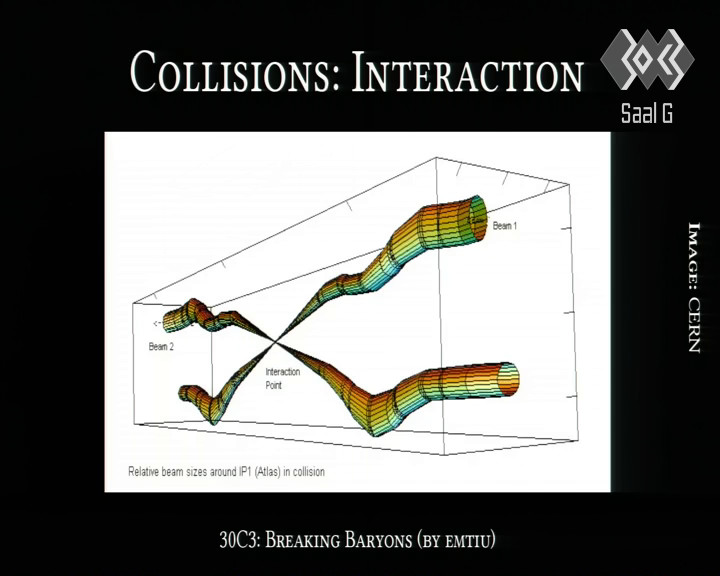 Collisions: Interaction
30C3
Saal G
Beam 1
Image: CERN
Beam 2
Interaction
Point
Relative beam sizes around IP1 (Atlas) in collision
30C3: Breaking Baryons (by emtiu)